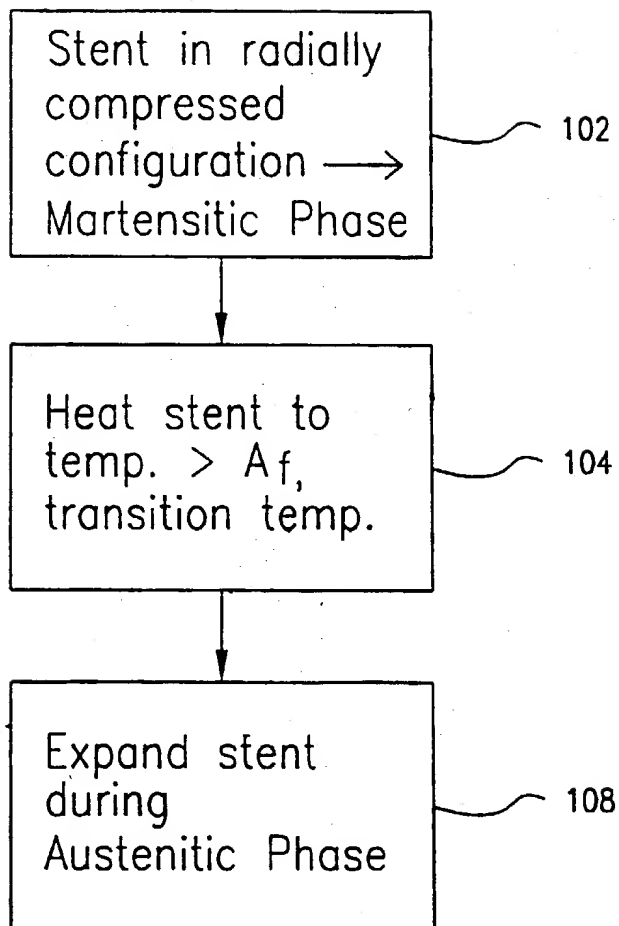 Stent in radially
compressed
configuration →
Martensitic Phase
102
Heat stent to
temp. > Af,
transition temp.
104
Expand stent
during
Austenitic Phase
108